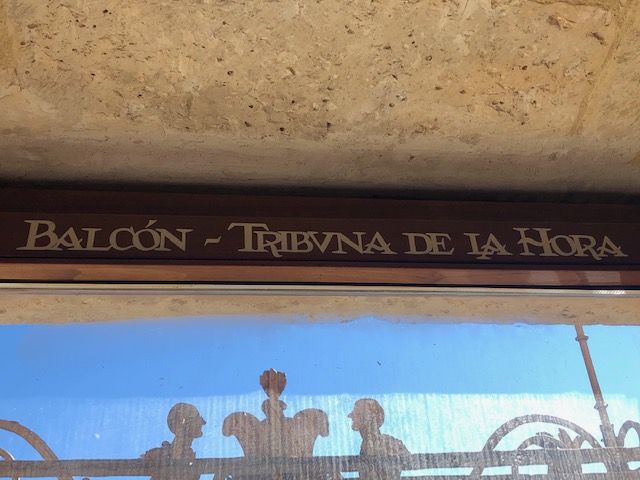 BALCÓN - TRIBVNA DE LA HORA